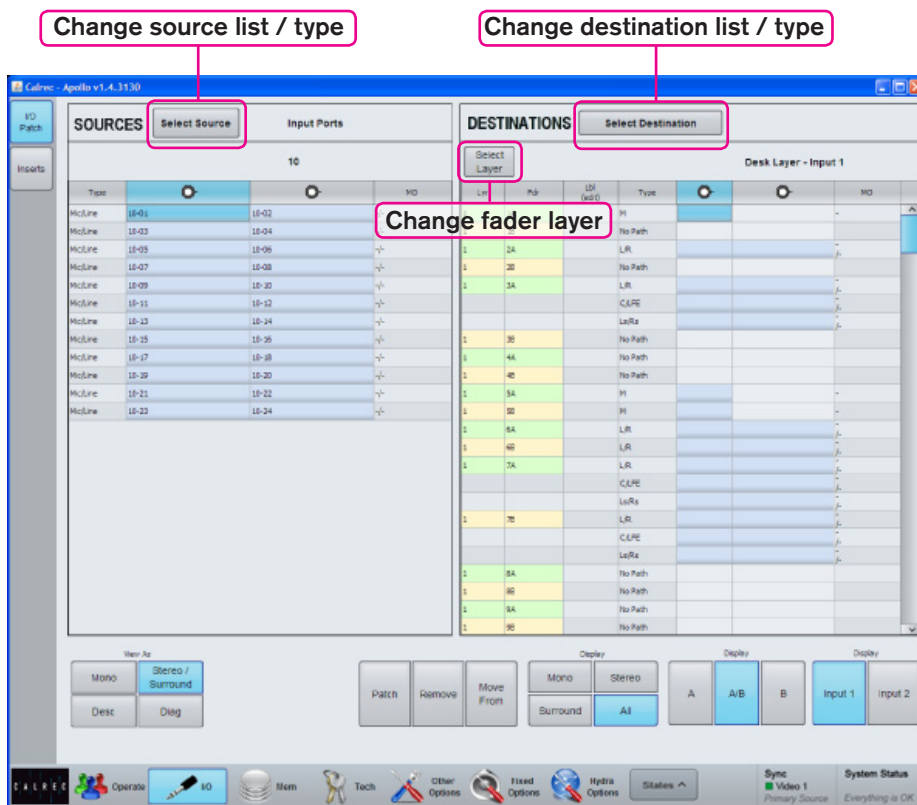 Change source list / type
Change destination list / type
Calrec - Apollo v1.4.3130
I/O Patch
Inserts
SOURCES Select Source Input Ports
10
Type MD
Mic/Line 10-01 10-02
Mic/Line 10-03 10-04 -/-
Mic/Line 10-05 10-06 -/-
Mic/Line 10-07 10-08 -/-
Mic/Line 10-09 10-10 -/-
Mic/Line 10-11 10-12 -/-
Mic/Line 10-13 10-14 -/-
Mic/Line 10-15 10-16 -/-
Mic/Line 10-17 10-18 -/-
Mic/Line 10-19 10-20 -/-
Mic/Line 10-21 10-22 -/-
Mic/Line 10-23 10-24 -/-
DESTINATIONS Select Destination
Select Layer
Desk Layer - Input 1
Lyr Fdr Lbl (edit) Type MD
Change fader layer
M -
No Path
1 2A L/R -/-
1 2B No Path
1 3A L/R -/-
C/LFE -/-
Ls/Rs -/-
1 3B No Path
1 4A No Path
1 4B No Path
1 5A M -
1 5B M -
1 6A L/R -/-
1 6B L/R -/-
1 7A L/R -/-
C/LFE -/-
Ls/Rs -/-
1 7B L/R -/-
C/LFE -/-
Ls/Rs -/-
1 8A No Path
1 8B No Path
1 9A No Path
1 9B No Path
View As
Mono
Stereo / Surround
Desc
Diag
Patch
Remove
Move From
Display
Mono
Stereo
Surround
All
Display
A
A/B
B
Display
Input 1
Input 2
CALREC
Operate
I/O
Mem
Tech
Other Options
Fixed Options
Hydra Options
States ^
Sync
Video 1
Primary Source
System Status
Everything is OK